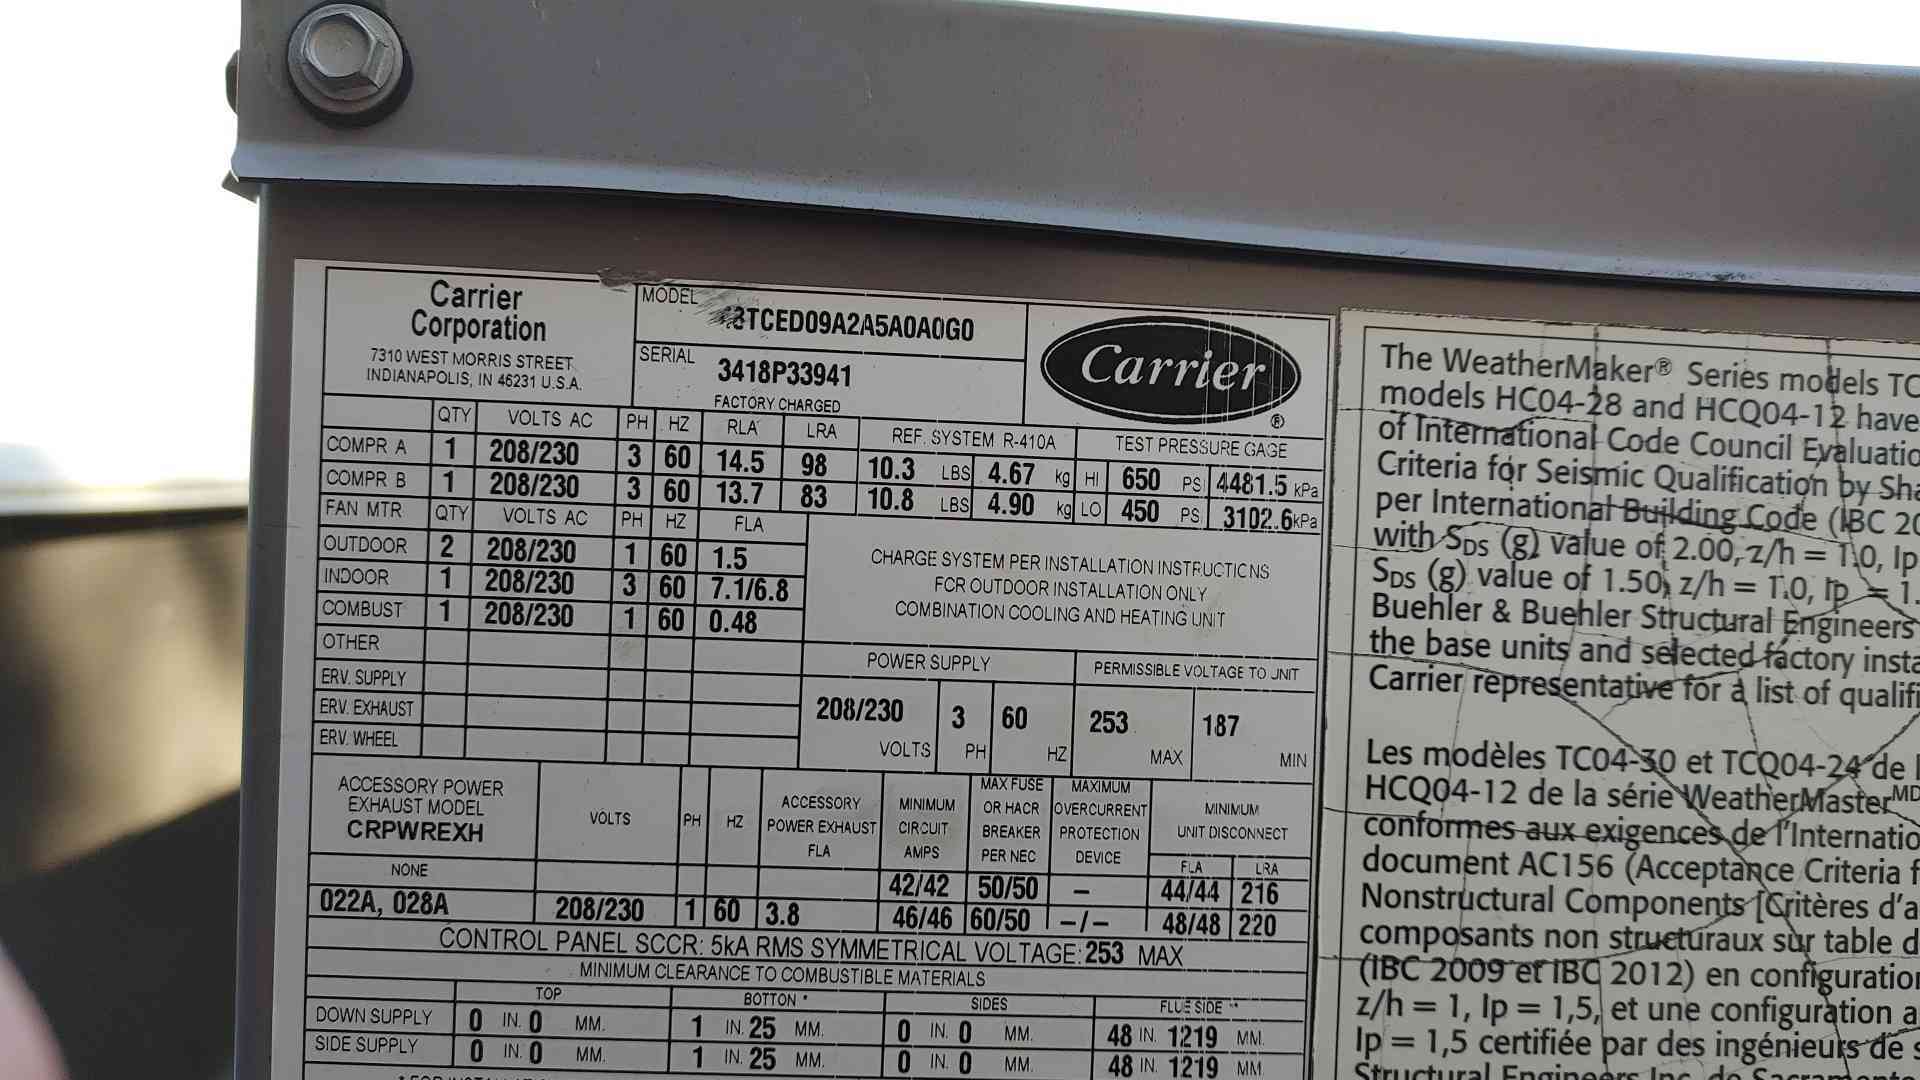 Carrier
Corporation
7310 WEST MORRIS STREET
INDIANAPOLIS, IN 46231 U.S.A.
MODEL
48TCED09A2A5A0A0G0
SERIAL
3418P33941
FACTORY CHARGED
Carrier ®
QTY VOLTS AC PH HZ RLA LRA REF. SYSTEM R-410A TEST PRESSURE GAGE
COMPR A 1 208/230 3 60 14.5 98 10.3 LBS 4.67 kg HI 650 PSI 4481.5 kPa
COMPR B 1 208/230 3 60 13.7 83 10.8 LBS 4.90 kg LO 450 PSI 3102.6 kPa
FAN MTR QTY VOLTS AC PH HZ FLA
OUTDOOR 2 208/230 1 60 1.5
INDOOR 1 208/230 3 60 7.1/6.8
COMBUST 1 208/230 1 60 0.48
OTHER
ERV. SUPPLY
ERV. EXHAUST
ERV. WHEEL
CHARGE SYSTEM PER INSTALLATION INSTRUCTIONS
FOR OUTDOOR INSTALLATION ONLY
COMBINATION COOLING AND HEATING UNIT
POWER SUPPLY PERMISSIBLE VOLTAGE TO UNIT
208/230 VOLTS 3 PH 60 HZ 253 MAX 187 MIN
ACCESSORY POWER
EXHAUST MODEL
CRPWREXH
VOLTS PH HZ
ACCESSORY
POWER EXHAUST
FLA
MINIMUM
CIRCUIT
AMPS
MAX FUSE
OR HACR
BREAKER
PER NEC
MAXIMUM
OVERCURRENT
PROTECTION
DEVICE
MINIMUM
UNIT DISCONNECT
FLA LRA
NONE 42/42 50/50 – 44/44 216
022A, 028A 208/230 1 60 3.8 46/46 60/50 –/– 48/48 220
CONTROL PANEL SCCR: 5kA RMS SYMMETRICAL VOLTAGE: 253 MAX
MINIMUM CLEARANCE TO COMBUSTIBLE MATERIALS
TOP BOTTON * SIDES FLUE SIDE **
DOWN SUPPLY 0 IN. 0 MM. 1 IN. 25 MM. 0 IN. 0 MM. 48 IN. 1219 MM.
SIDE SUPPLY 0 IN. 0 MM. 1 IN. 25 MM. 0 IN. 0 MM. 48 IN. 1219 MM.
The WeatherMaker® Series models TC
models HC04-28 and HCQ04-12 have
of International Code Council Evaluatio
Criteria for Seismic Qualification by Sha
per International Building Code (IBC 20
with SDS (g) value of 2.00, z/h = 1.0, Ip
SDS (g) value of 1.50, z/h = 1.0, Ip = 1.
Buehler & Buehler Structural Engineers
the base units and selected factory insta
Carrier representative for a list of qualifi
Les modèles TC04-30 et TCQ04-24 de l
HCQ04-12 de la série WeatherMaster MD
conformes aux exigences de l'Internatio
document AC156 (Acceptance Criteria f
Nonstructural Components [Critères d'a
composants non structuraux sur table d
(IBC 2009 et IBC 2012) en configuration
z/h = 1, Ip = 1,5, et une configuration a
Ip = 1,5 certifiée par des ingénieurs de s
Structural Engineers Inc. de Sacramento